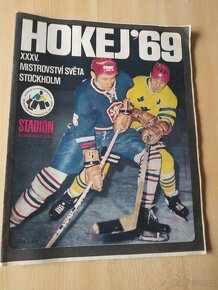 HOKEJ'69
XXXV.
MISTROVSTVÍ SVĚTA
STOCKHOLM
STADION